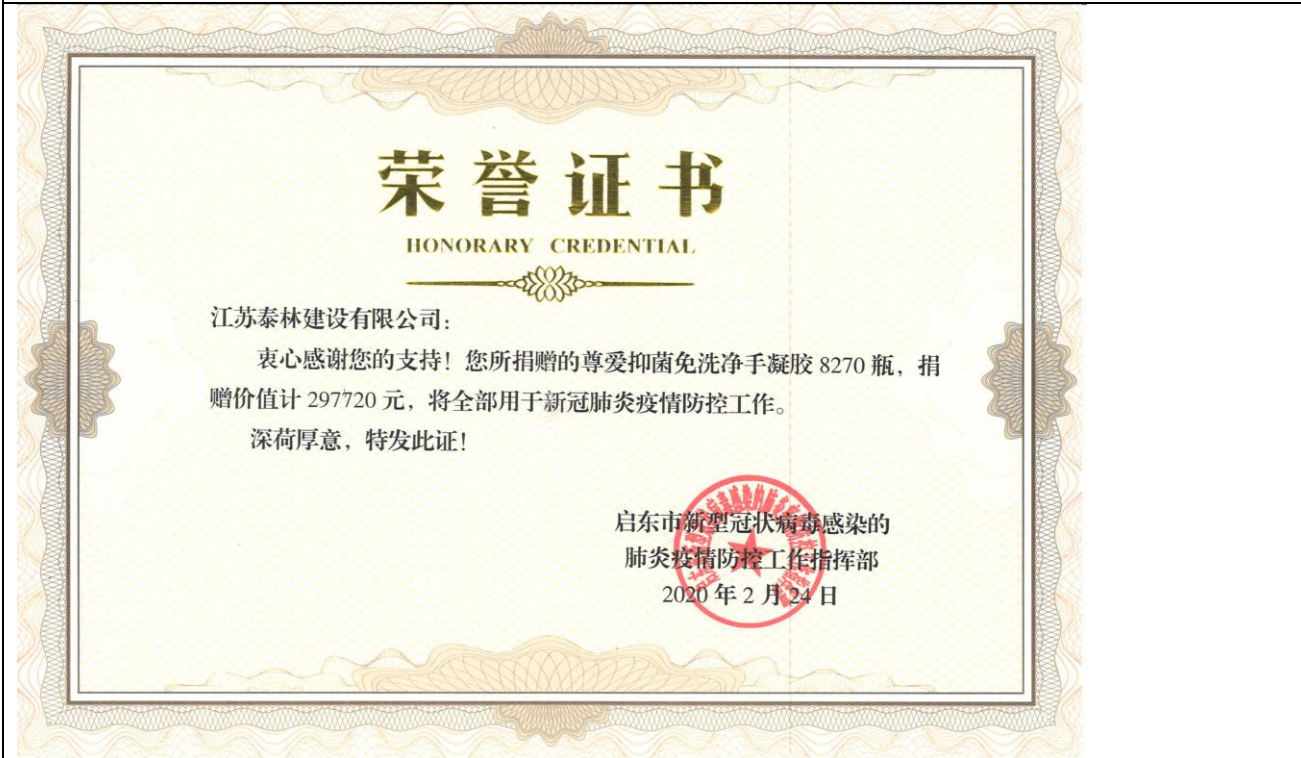 荣誉证书
HONORARY CREDENTIAL
江苏泰林建设有限公司：
衷心感谢您的支持！您所捐赠的尊爱抑菌免洗净手凝胶 8270 瓶，捐
赠价值计 297720 元，将全部用于新冠肺炎疫情防控工作。
深荷厚意，特发此证！
启东市新型冠状病毒感染的
肺炎疫情防控工作指挥部
2020 年 2 月 24 日